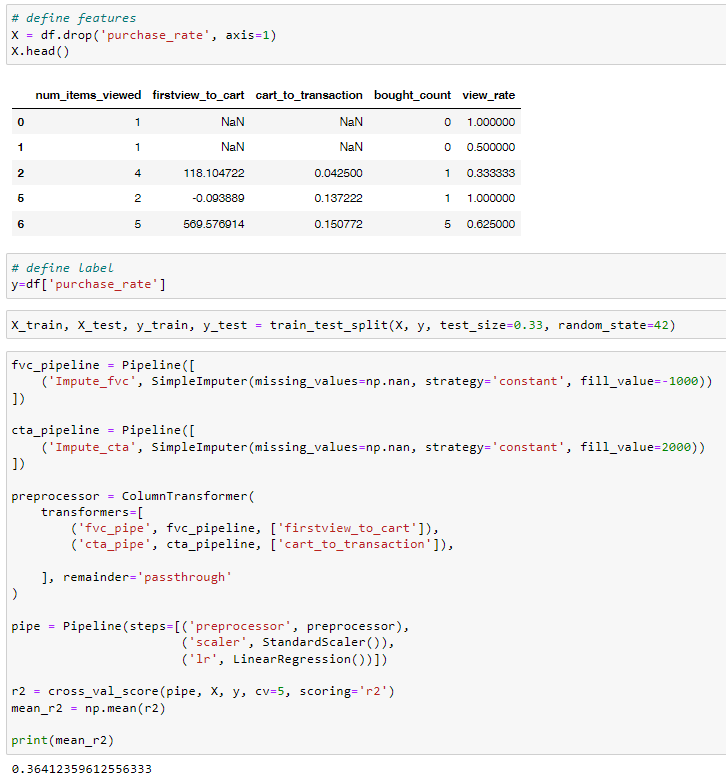 # define features
X = df.drop('purchase_rate', axis=1)
X.head()
num_items_viewed firstview_to_cart cart_to_transaction bought_count view_rate
0 1 NaN NaN 0 1.000000
1 1 NaN NaN 0 0.500000
2 4 118.104722 0.042500 1 0.333333
5 2 -0.093889 0.137222 1 1.000000
6 5 569.576914 0.150772 5 0.625000
# define label
y=df['purchase_rate']
X_train, X_test, y_train, y_test = train_test_split(X, y, test_size=0.33, random_state=42)
fvc_pipeline = Pipeline([
    ('Impute_fvc', SimpleImputer(missing_values=np.nan, strategy='constant', fill_value=-1000))
])
cta_pipeline = Pipeline([
    ('Impute_cta', SimpleImputer(missing_values=np.nan, strategy='constant', fill_value=2000))
])
preprocessor = ColumnTransformer(
    transformers=[
        ('fvc_pipe', fvc_pipeline, ['firstview_to_cart']),
        ('cta_pipe', cta_pipeline, ['cart_to_transaction']),
    ], remainder='passthrough'
)
pipe = Pipeline(steps=[('preprocessor', preprocessor),
                       ('scaler', StandardScaler()),
                       ('lr', LinearRegression())])
r2 = cross_val_score(pipe, X, y, cv=5, scoring='r2')
mean_r2 = np.mean(r2)
print(mean_r2)
0.36412359612556333